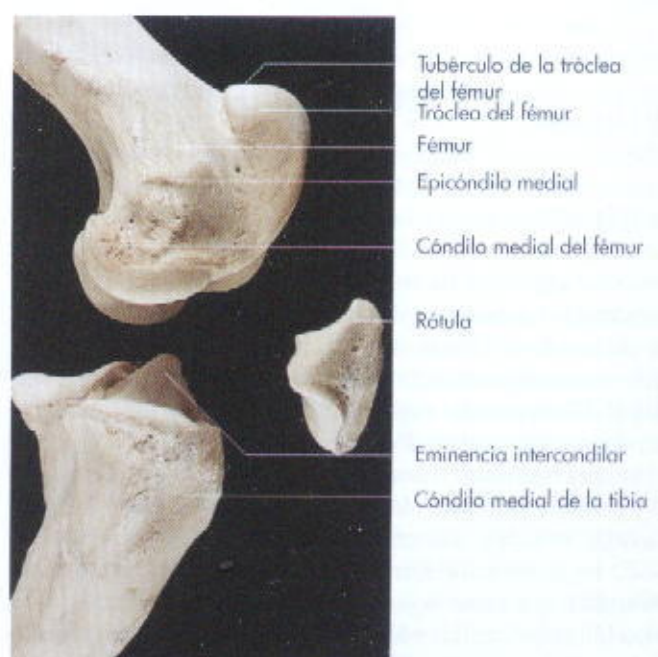 Tubérculo de la tróclea
del fémur
Tróclea del fémur
Fémur
Epicóndilo medial
Cóndilo medial del fémur
Rótula
Eminencia intercondilar
Cóndilo medial de la tibia